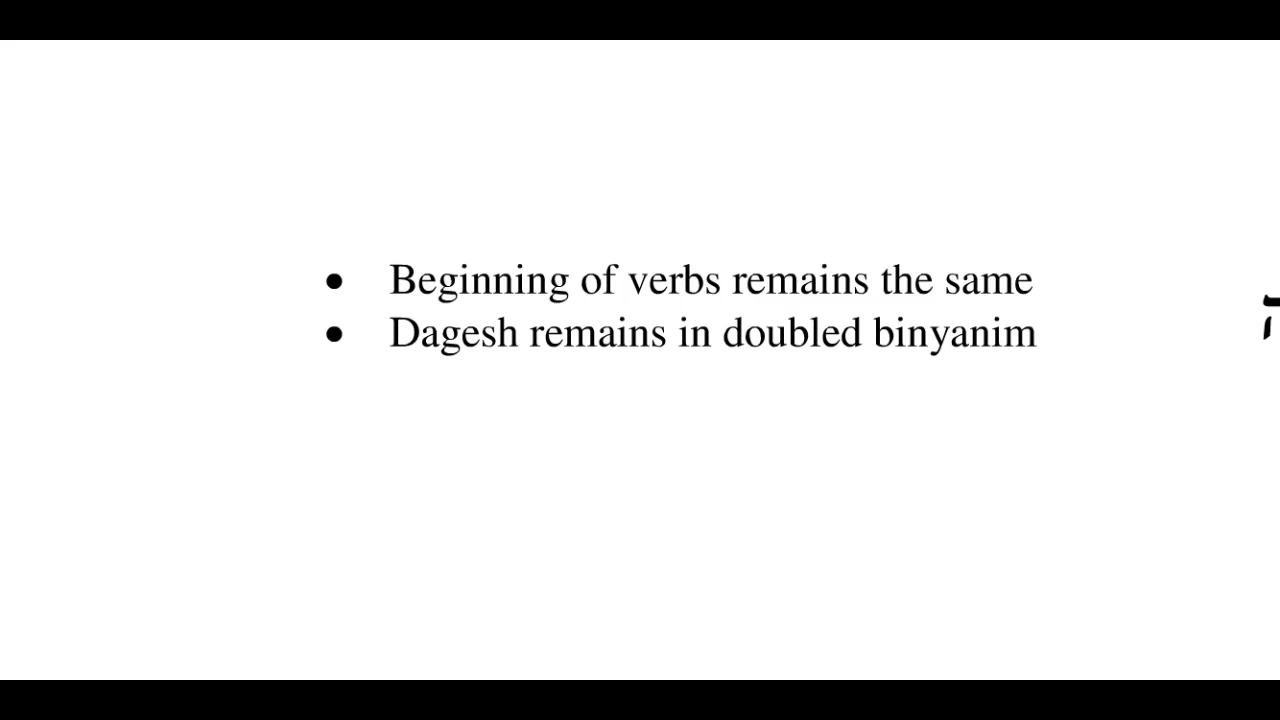 • Beginning of verbs remains the same
• Dagesh remains in doubled binyanim